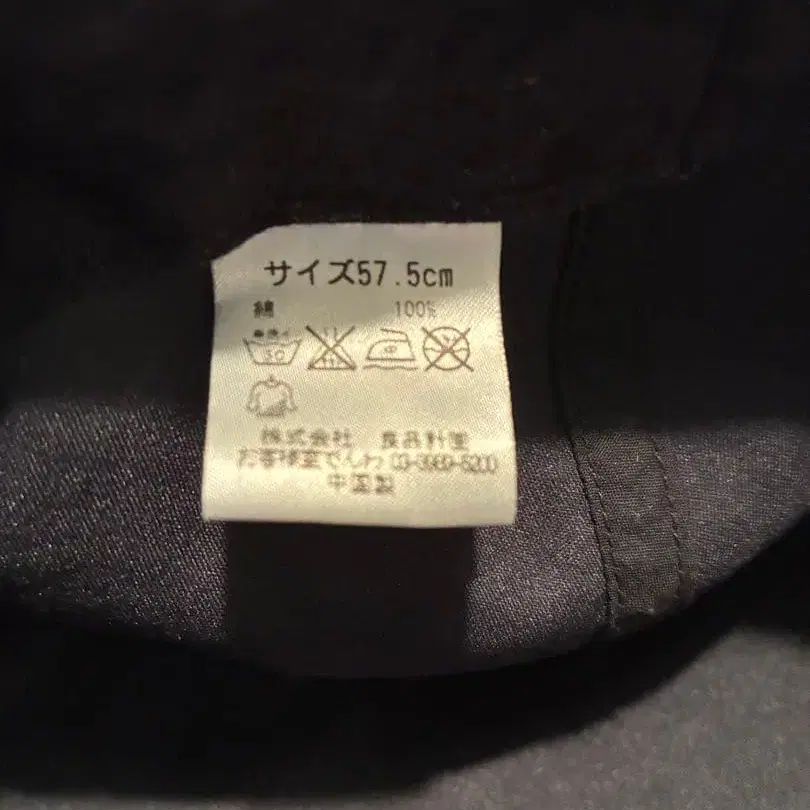 サイズ57.5cm
綿 100%
30
株式会社 良品計画
お客様室でんわ 03-3989-5200
中国製